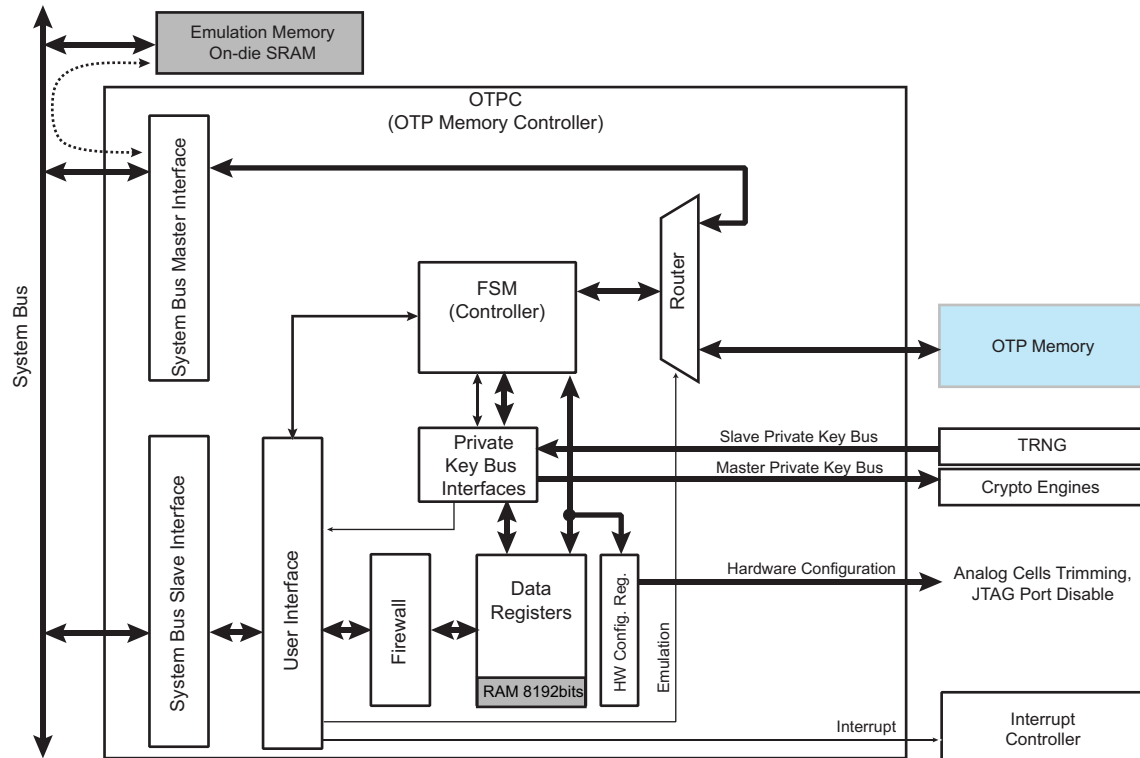 Emulation Memory
On-die SRAM
OTPC
(OTP Memory Controller)
System Bus
System Bus Master Interface
FSM
(Controller)
Router
OTP Memory
Private
Key Bus
Interfaces
Slave Private Key Bus
TRNG
Master Private Key Bus
Crypto Engines
System Bus Slave Interface
User Interface
Firewall
Data
Registers
RAM 8192bits
HW Config. Reg.
Emulation
Hardware Configuration
Analog Cells Trimming,
JTAG Port Disable
Interrupt
Interrupt
Controller